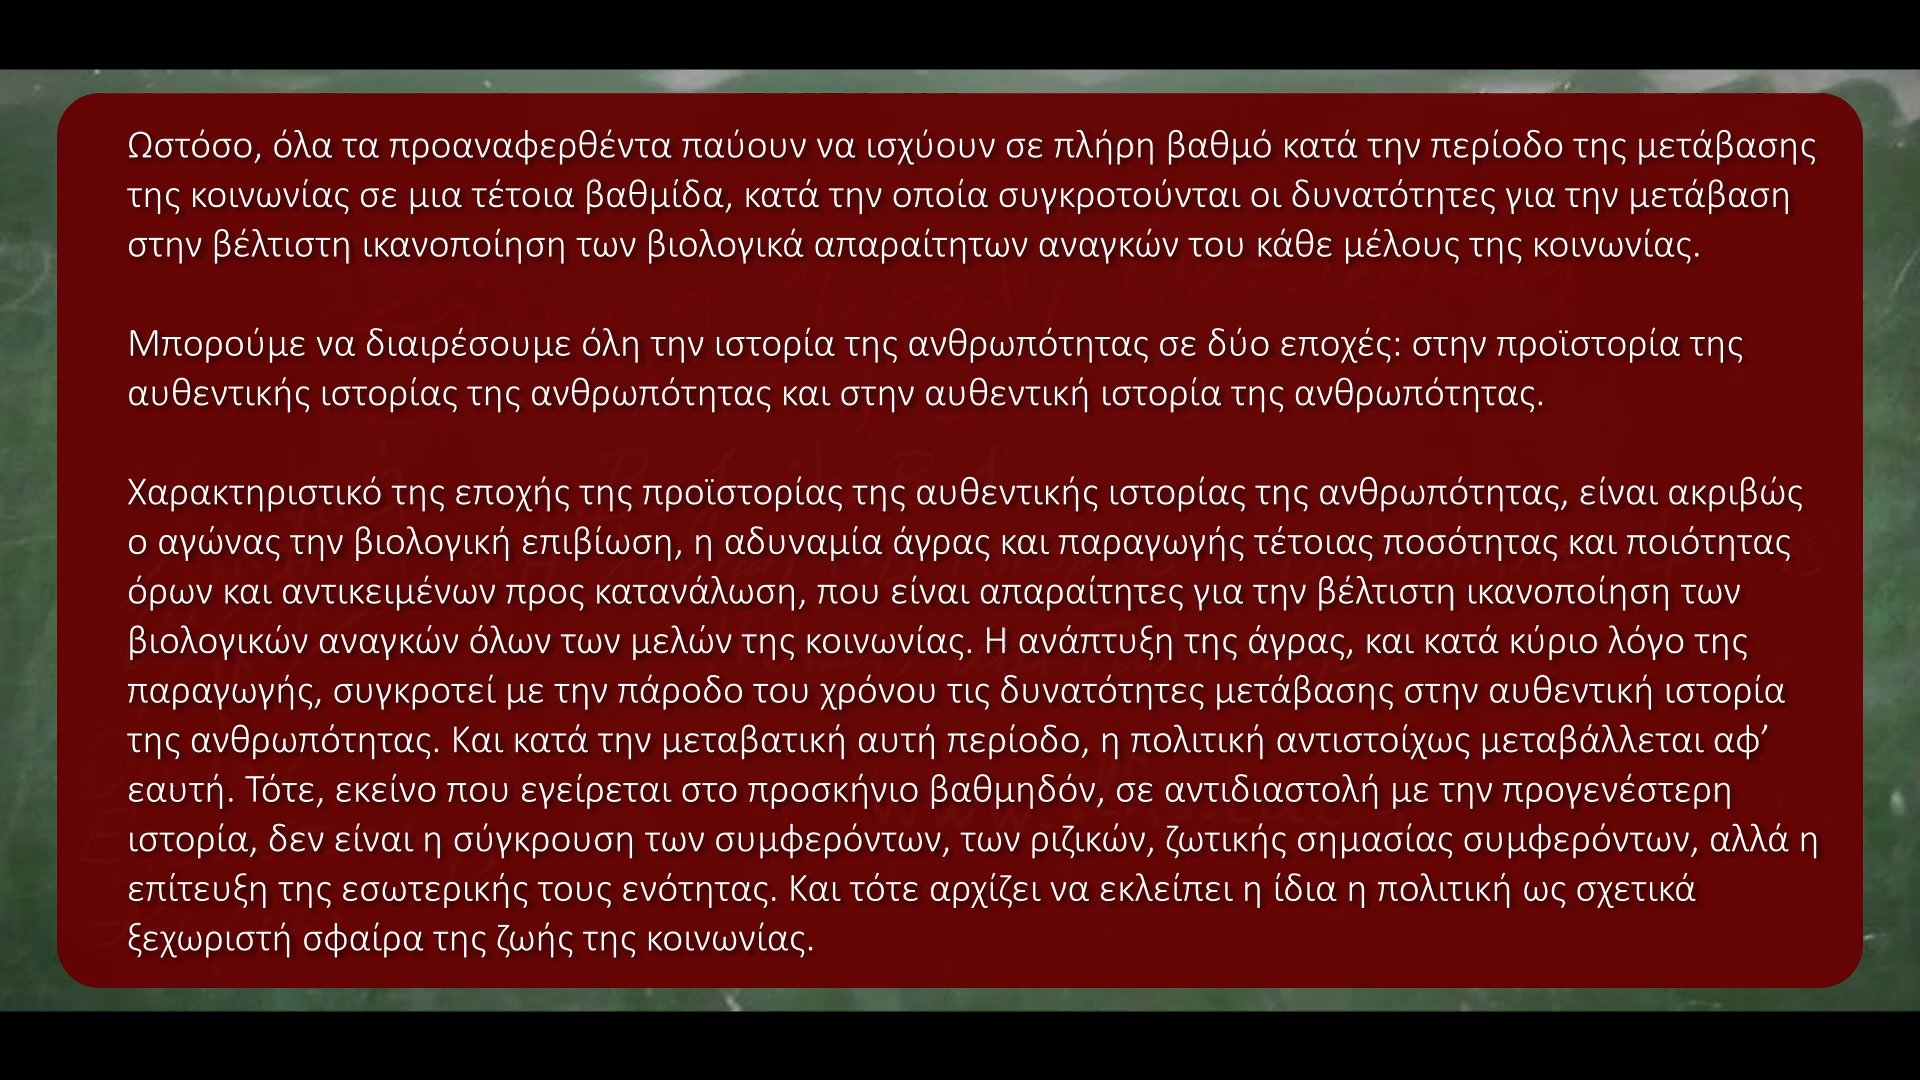 Ωστόσο, όλα τα προαναφερθέντα παύουν να ισχύουν σε πλήρη βαθμό κατά την περίοδο της μετάβασης
της κοινωνίας σε μια τέτοια βαθμίδα, κατά την οποία συγκροτούνται οι δυνατότητες για την μετάβαση
στην βέλτιστη ικανοποίηση των βιολογικά απαραίτητων αναγκών του κάθε μέλους της κοινωνίας.
Μπορούμε να διαιρέσουμε όλη την ιστορία της ανθρωπότητας σε δύο εποχές: στην προϊστορία της
αυθεντικής ιστορίας της ανθρωπότητας και στην αυθεντική ιστορία της ανθρωπότητας.
Χαρακτηριστικό της εποχής της προϊστορίας της αυθεντικής ιστορίας της ανθρωπότητας, είναι ακριβώς
ο αγώνας την βιολογική επιβίωση, η αδυναμία άγρας και παραγωγής τέτοιας ποσότητας και ποιότητας
όρων και αντικειμένων προς κατανάλωση, που είναι απαραίτητες για την βέλτιστη ικανοποίηση των
βιολογικών αναγκών όλων των μελών της κοινωνίας. Η ανάπτυξη της άγρας, και κατά κύριο λόγο της
παραγωγής, συγκροτεί με την πάροδο του χρόνου τις δυνατότητες μετάβασης στην αυθεντική ιστορία
της ανθρωπότητας. Και κατά την μεταβατική αυτή περίοδο, η πολιτική αντιστοίχως μεταβάλλεται αφ’
εαυτή. Τότε, εκείνο που εγείρεται στο προσκήνιο βαθμηδόν, σε αντιδιαστολή με την προγενέστερη
ιστορία, δεν είναι η σύγκρουση των συμφερόντων, των ριζικών, ζωτικής σημασίας συμφερόντων, αλλά η
επίτευξη της εσωτερικής τους ενότητας. Και τότε αρχίζει να εκλείπει η ίδια η πολιτική ως σχετικά
ξεχωριστή σφαίρα της ζωής της κοινωνίας.